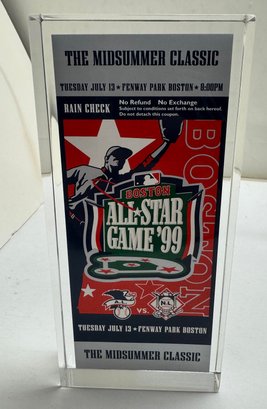 THE MIDSUMMER CLASSIC
TUESDAY JULY 13 ★ FENWAY PARK BOSTON ★ 8:00PM
RAIN CHECK
No Refund No Exchange
Subject to conditions set forth on back hereof.
Do not detach this coupon.
BOSTON
BOSTON
ALL★STAR
GAME '99
A.L.
VS.
N.L.
TUESDAY JULY 13 ★ FENWAY PARK BOSTON
THE MIDSUMMER CLASSIC